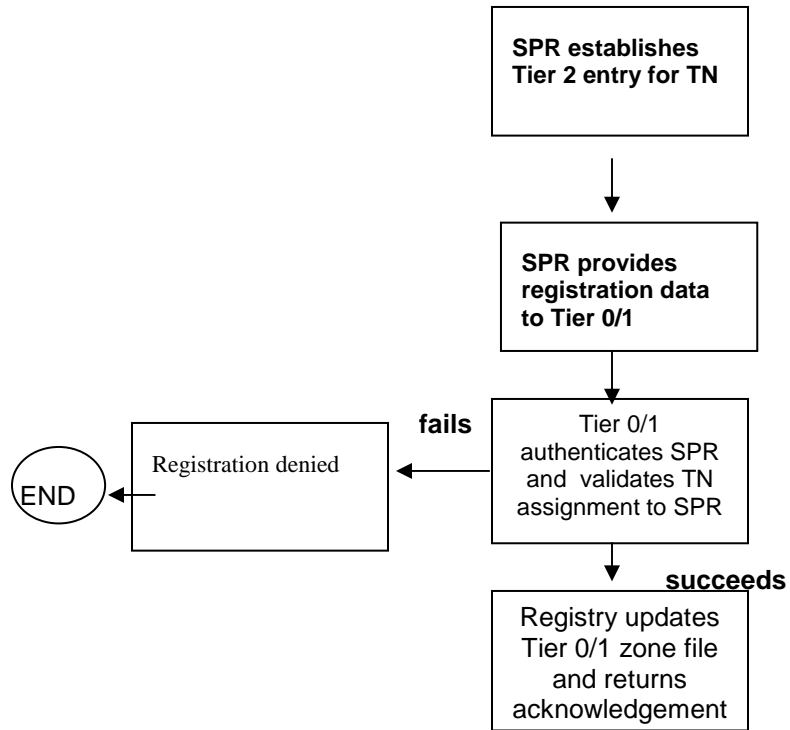 SPR establishes
Tier 2 entry for TN
SPR provides
registration data
to Tier 0/1
fails
Tier 0/1
authenticates SPR
and validates TN
assignment to SPR
Registration denied
END
succeeds
Registry updates
Tier 0/1 zone file
and returns
acknowledgement